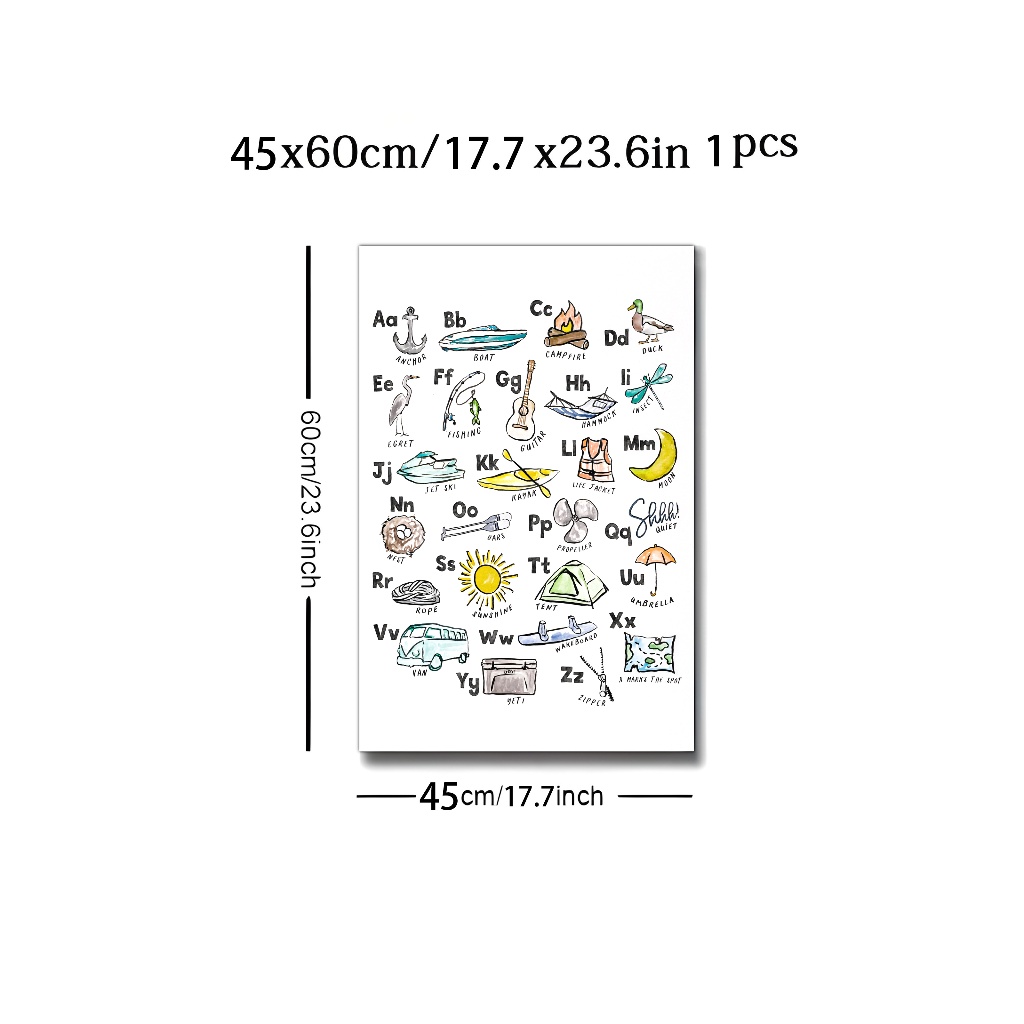 45x60cm/17.7 x23.6in 1pcs
60cm/23.6inch
Aa
ANCHOR
Bb
BOAT
Cc
CAMPFIRE
Dd
DUCK
Ee
EGRET
Ff
FISHING
Gg
GUITAR
Hh
HAMMOCK
Ii
INSECT
Jj
JET SKI
Kk
KAYAK
Ll
LIFE JACKET
Mm
MOON
Nn
NEST
Oo
OARS
Pp
PROPELLER
Qq
Shhh!
QUIET
Rr
ROPE
Ss
SUNSHINE
Tt
TENT
Uu
UMBRELLA
Vv
VAN
Ww
WAKEBOARD
Xx
X MARKS THE SPOT
Yy
YETI
Zz
ZIPPER
45cm/17.7inch